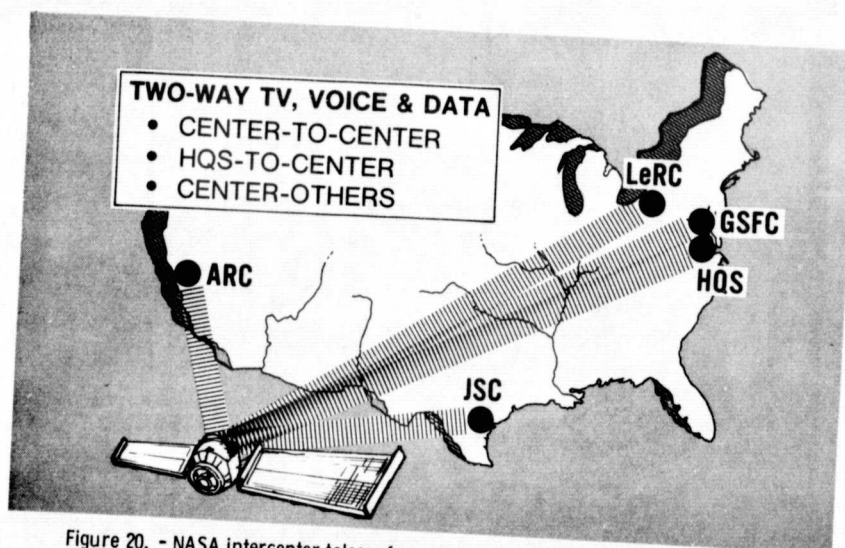 TWO-WAY TV, VOICE & DATA
• CENTER-TO-CENTER
• HQS-TO-CENTER
• CENTER-OTHERS
LeRC
GSFC
HQS
ARC
JSC
Figure 20. - NASA intercenter